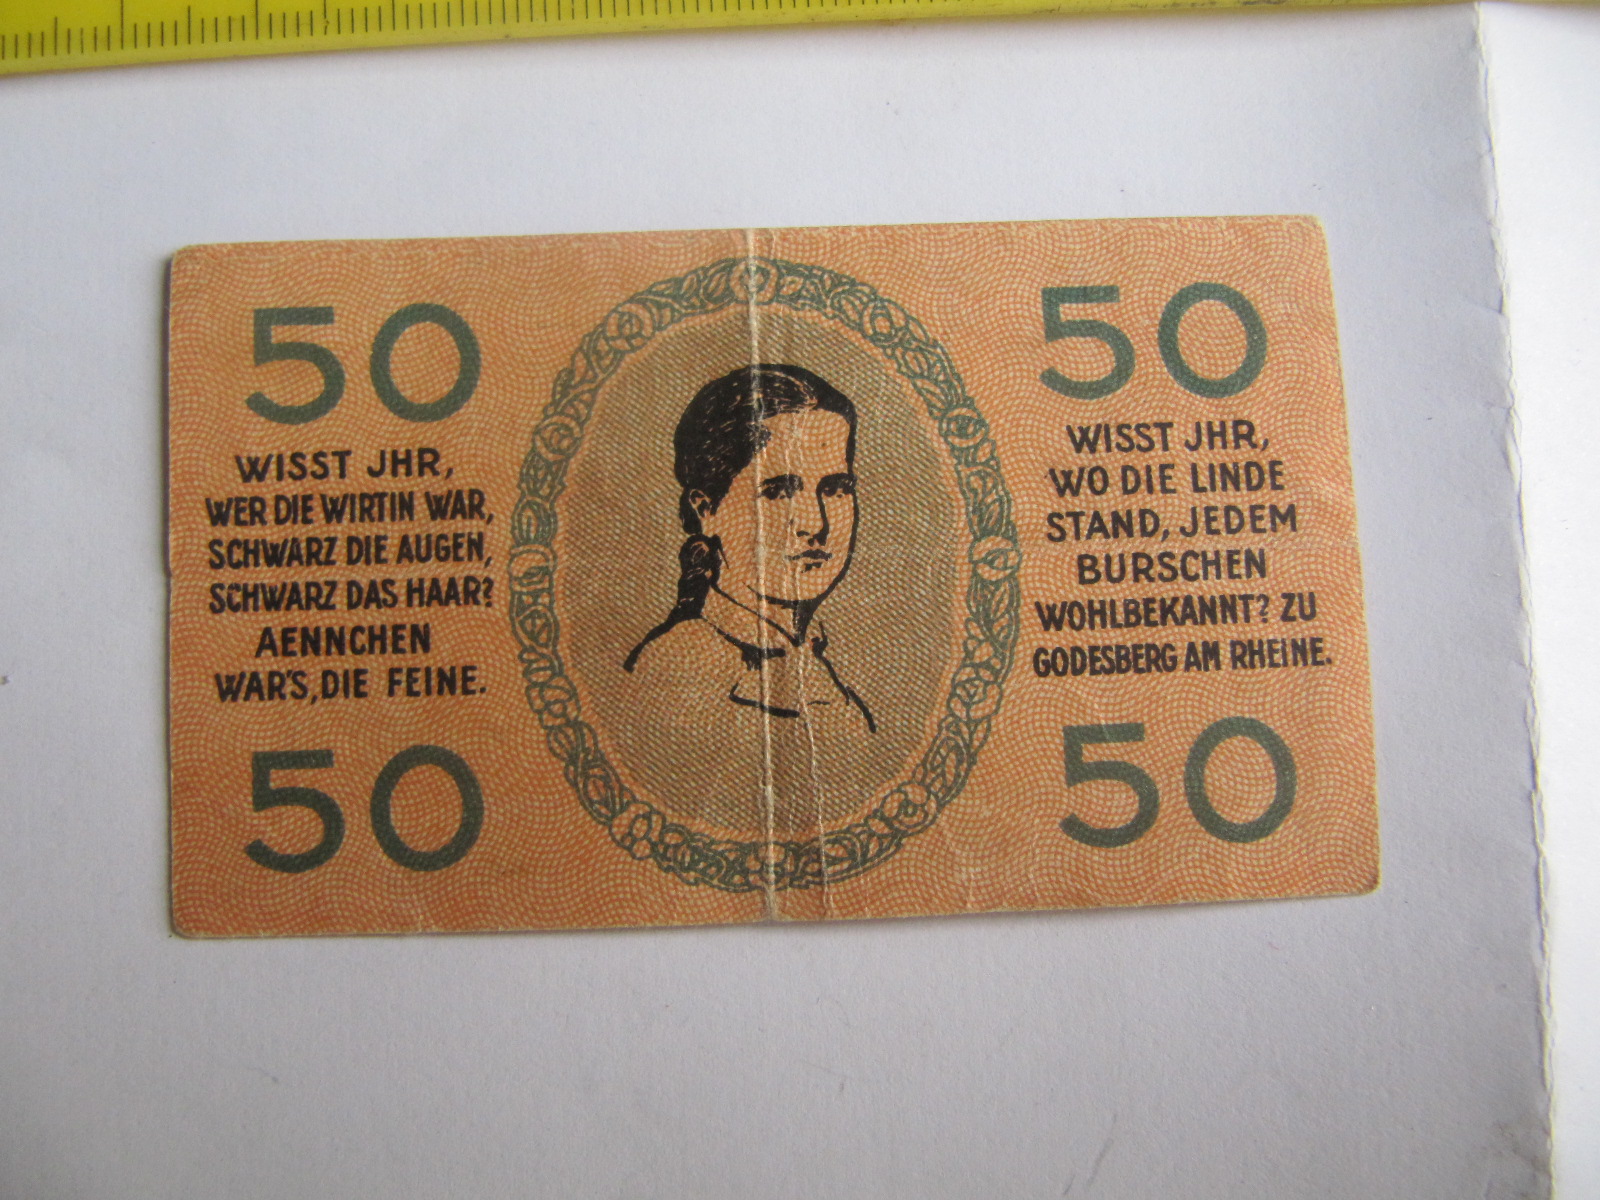 50
WISST JHR,
WER DIE WIRTIN WAR,
SCHWARZ DIE AUGEN,
SCHWARZ DAS HAAR?
AENNCHEN
WAR'S, DIE FEINE.
50
50
WISST JHR,
WO DIE LINDE
STAND, JEDEM
BURSCHEN
WOHLBEKANNT? ZU
GODESBERG AM RHEINE.
50